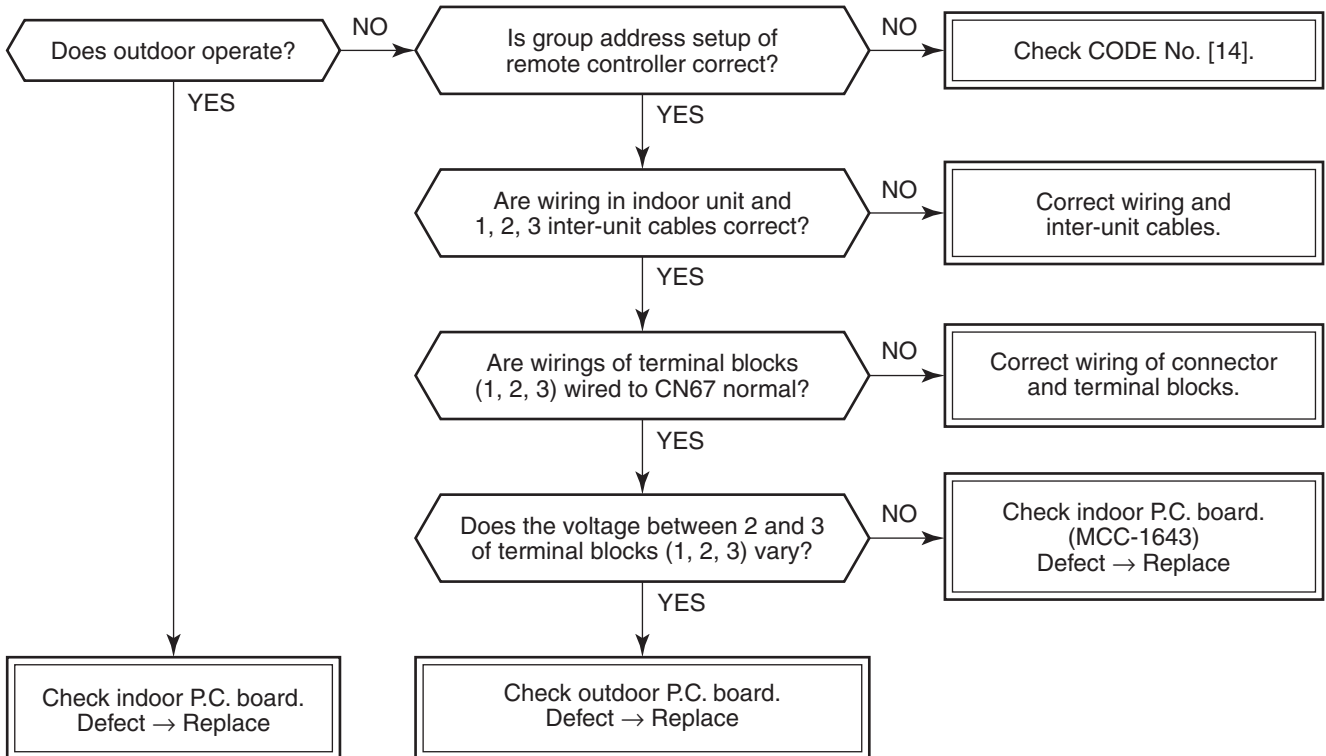 Does outdoor operate?
NO
Is group address setup of
remote controller correct?
NO
Check CODE No. [14].
YES
YES
Are wiring in indoor unit and
1, 2, 3 inter-unit cables correct?
NO
Correct wiring and
inter-unit cables.
YES
Are wirings of terminal blocks
(1, 2, 3) wired to CN67 normal?
NO
Correct wiring of connector
and terminal blocks.
YES
Does the voltage between 2 and 3
of terminal blocks (1, 2, 3) vary?
NO
Check indoor P.C. board.
(MCC-1643)
Defect → Replace
YES
Check indoor P.C. board.
Defect → Replace
Check outdoor P.C. board.
Defect → Replace